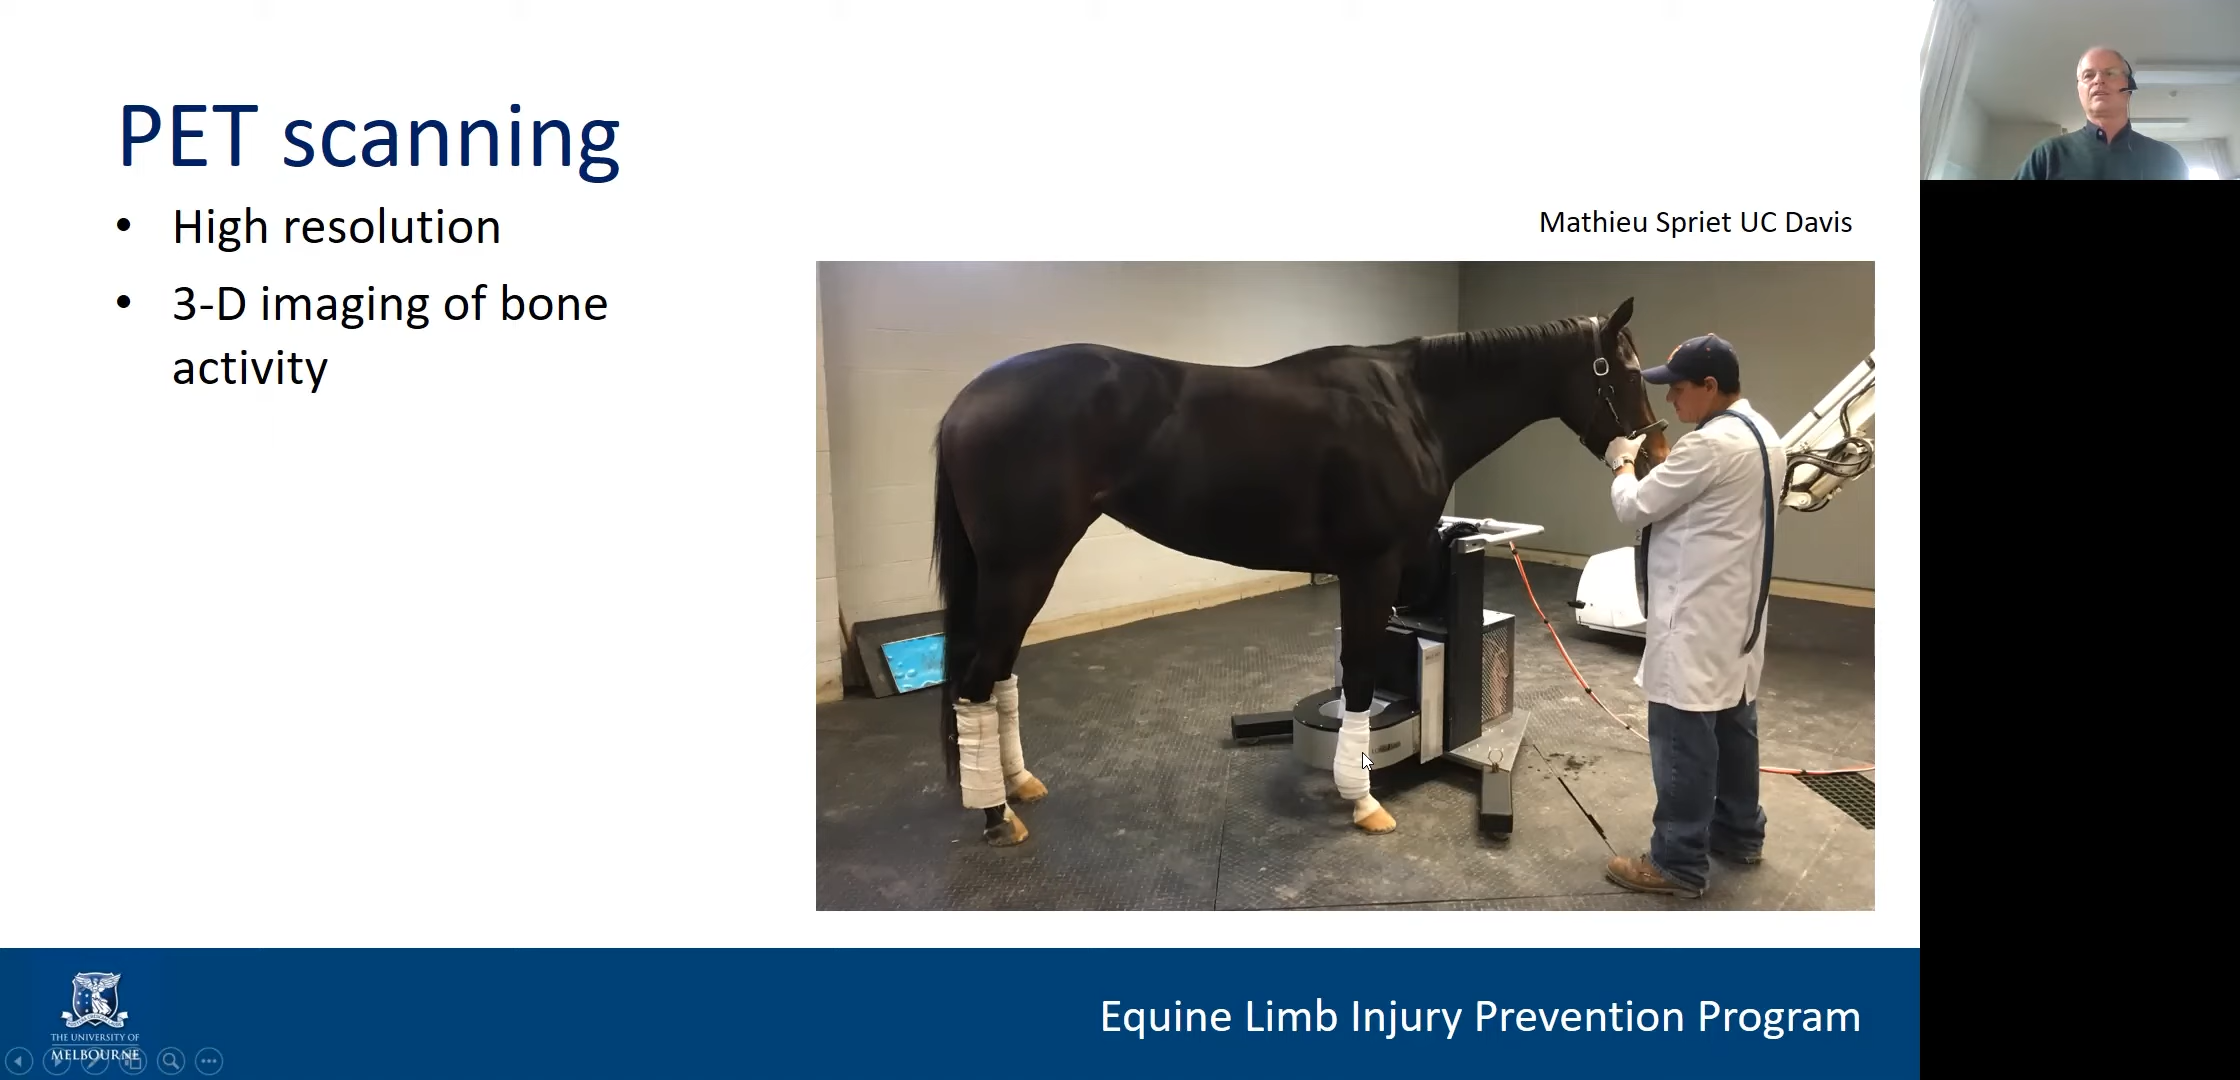 PET scanning
• High resolution
• 3-D imaging of bone
activity
Mathieu Spriet UC Davis
Equine Limb Injury Prevention Program
THE UNIVERSITY OF
MELBOURNE